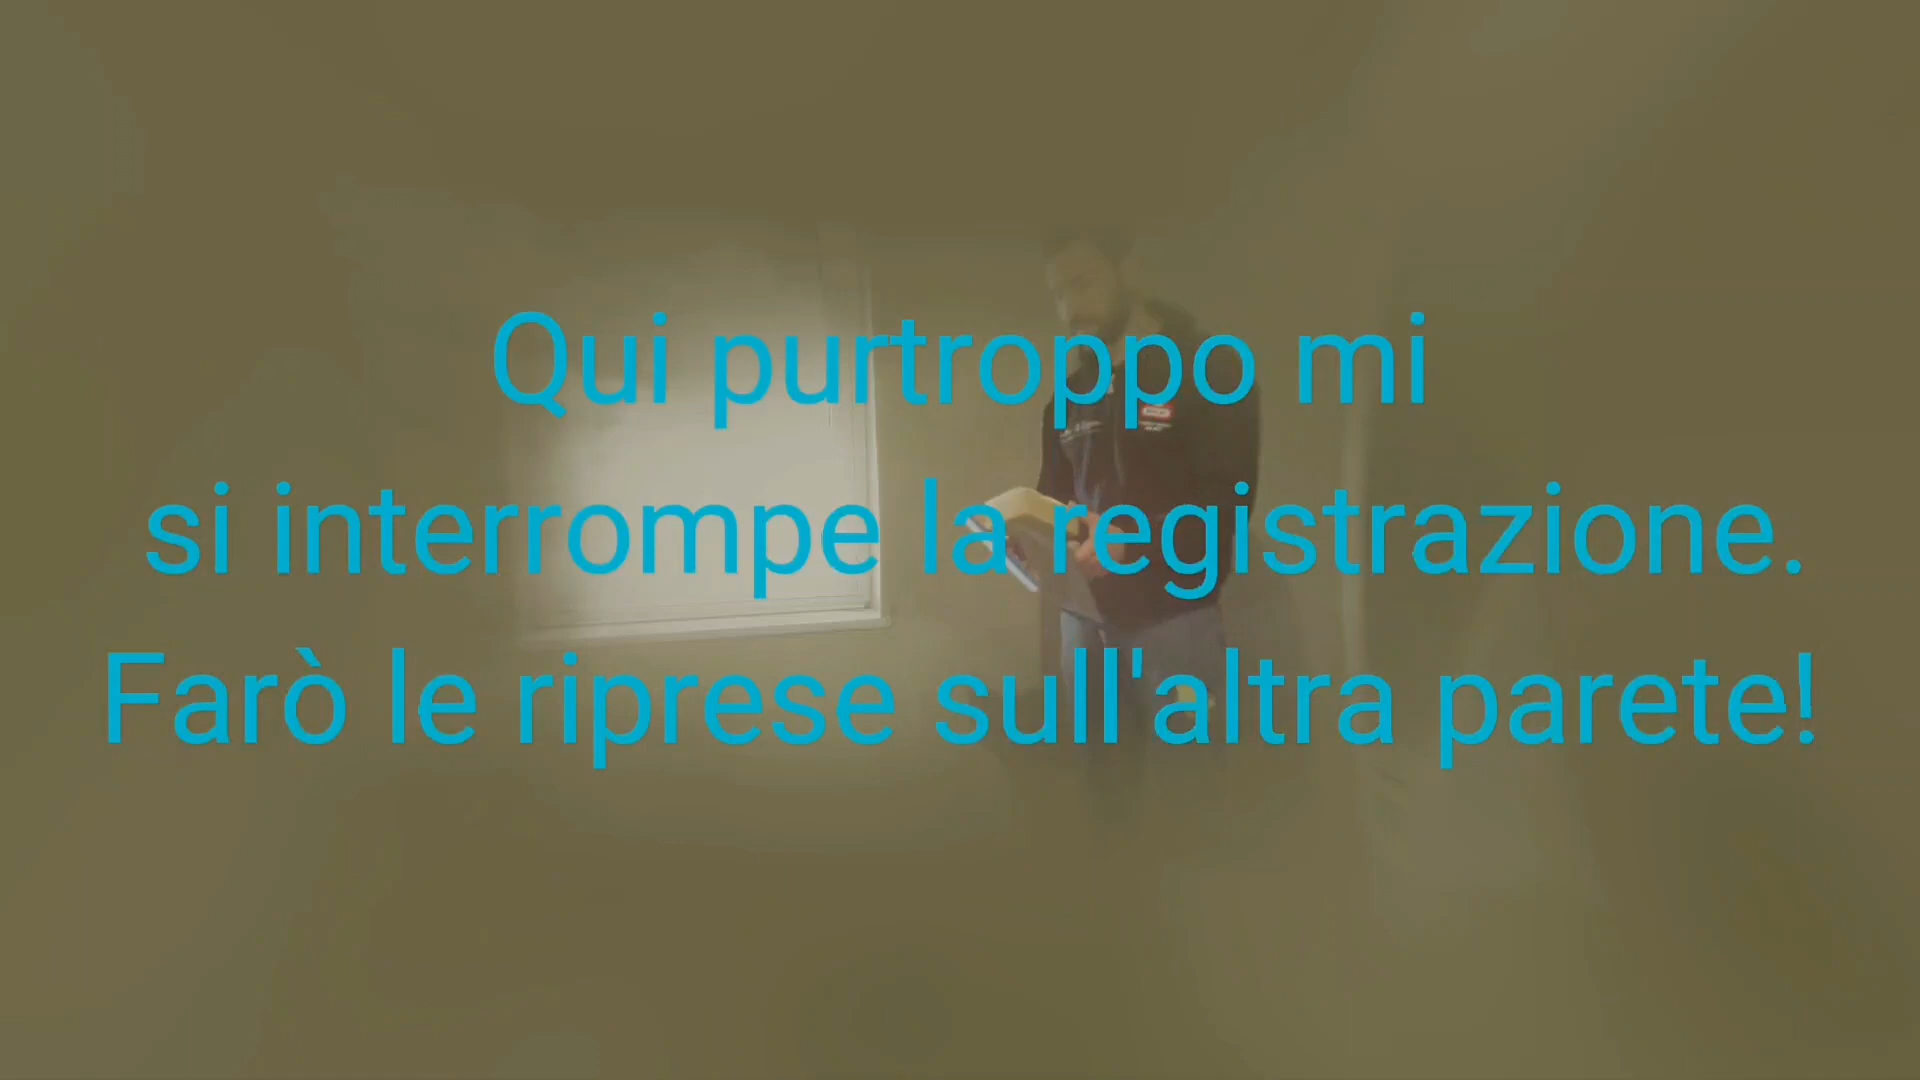 Qui purtroppo mi
si interrompe la registrazione.
Farò le riprese sull'altra parete!